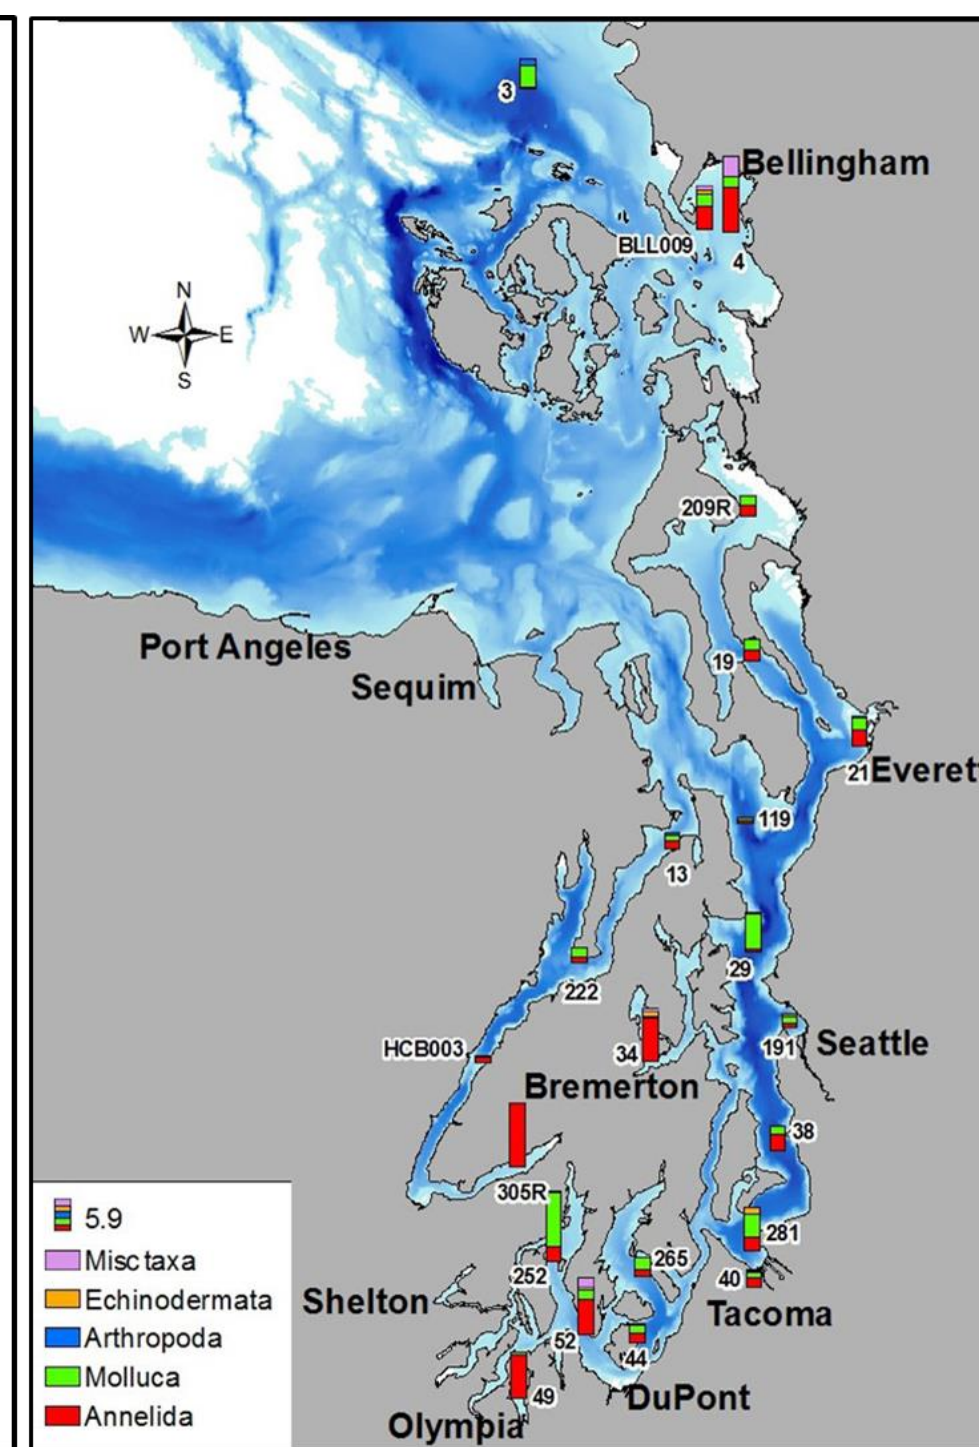 3
Bellingham
BLL009
4
N
W E
S
209R
Port Angeles
19
Sequim
21 Everet
119
13
29
222
HCB003
34
191 Seattle
Bremerton
38
305R
5.9
281
252
265
Misc taxa
40
Echinodermata
Shelton
Tacoma
Arthropoda
52
44
Molluca
DuPont
49
Annelida
Olympia